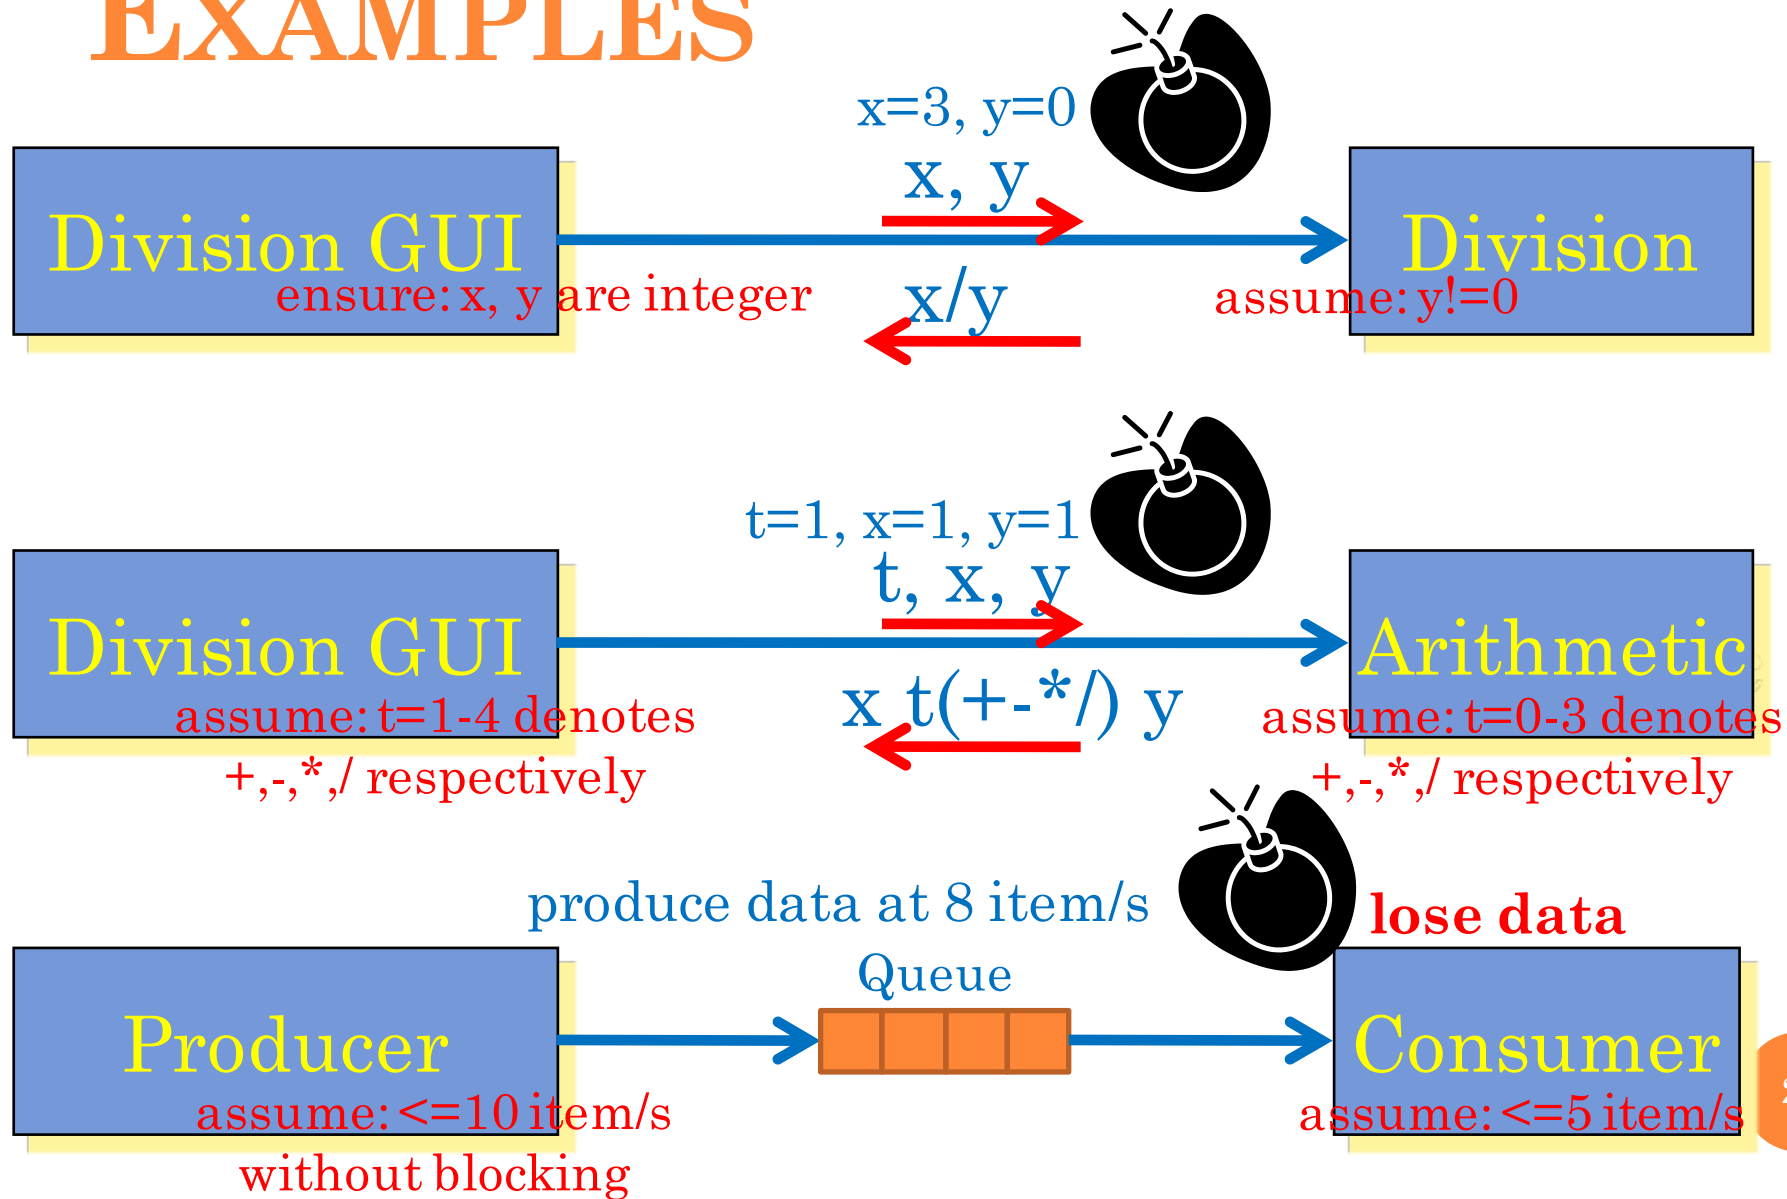 EXAMPLES
x=3, y=0
x, y
Division GUI
Division
ensure: x, y are integer
x/y
assume: y!=0
t=1, x=1, y=1
t, x, y
Division GUI
Arithmetic
assume: t=1-4 denotes
+,-,*,/ respectively
x t(+-*/) y
assume: t=0-3 denotes
+,-,*,/ respectively
produce data at 8 item/s
lose data
Queue
Producer
Consumer
assume: <=10 item/s
without blocking
assume: <=5 item/s